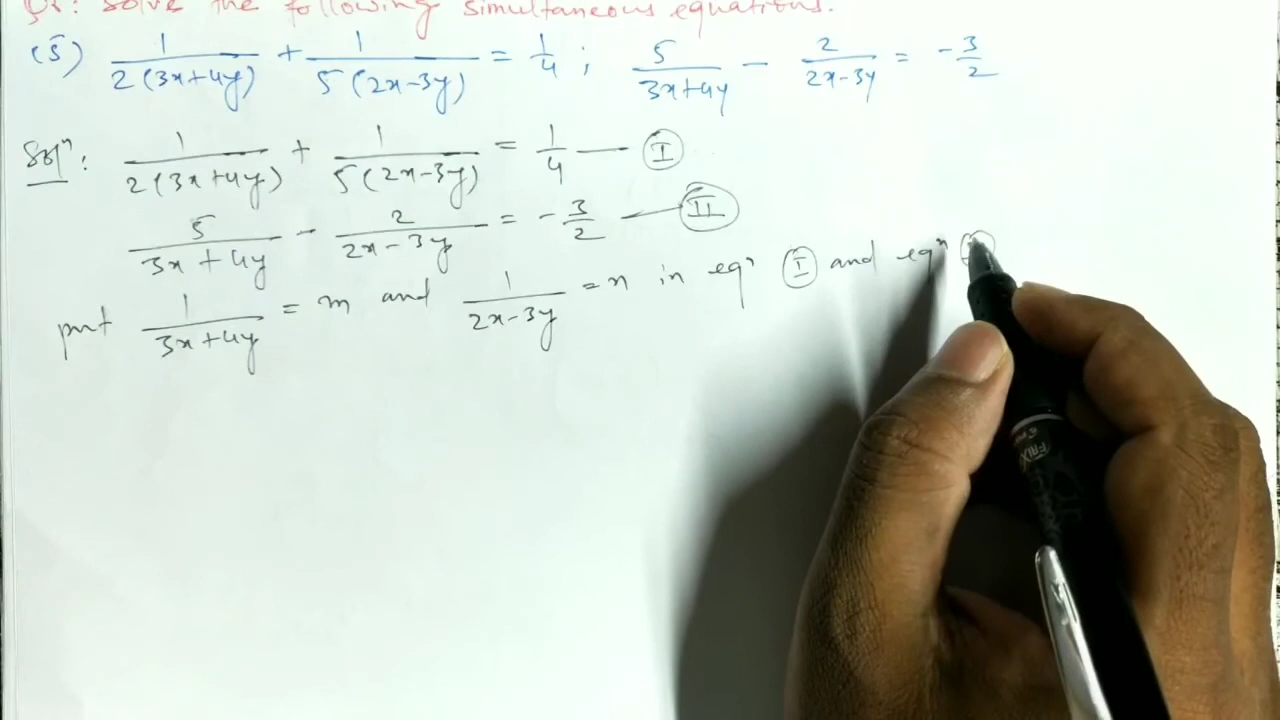 Q1: Solve the following simultaneous equations.
(5) 1/2(3x+4y) + 1/5(2x-3y) = 1/4 ; 5/3x+4y - 2/2x-3y = -3/2
Solⁿ: 1/2(3x+4y) + 1/5(2x-3y) = 1/4 — I
5/3x+4y - 2/2x-3y = -3/2 — II
put 1/3x+4y = m and 1/2x-3y = n in eqⁿ I and eqⁿ